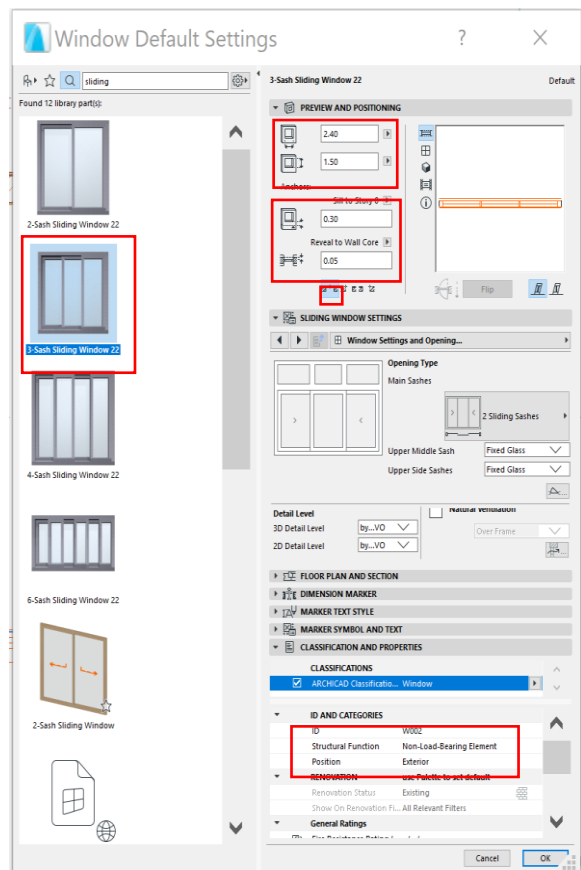 Window Default Settings
?
sliding
Found 12 library part(s):
2-Sash Sliding Window 22
3-Sash Sliding Window 22
4-Sash Sliding Window 22
6-Sash Sliding Window 22
2-Sash Sliding Window
3-Sash Sliding Window 22
Default
PREVIEW AND POSITIONING
2.40
1.50
Anchors:
Sill to Story 0
0.30
Reveal to Wall Core
0.05
Flip
SLIDING WINDOW SETTINGS
Window Settings and Opening...
Opening Type
Main Sashes
2 Sliding Sashes
Upper Middle Sash
Fixed Glass
Upper Side Sashes
Fixed Glass
Detail Level
Natural Ventilation
3D Detail Level
by...VO
Over Frame
2D Detail Level
by...VO
FLOOR PLAN AND SECTION
DIMENSION MARKER
MARKER TEXT STYLE
MARKER SYMBOL AND TEXT
CLASSIFICATION AND PROPERTIES
CLASSIFICATIONS
ARCHICAD Classificatio... Window
ID AND CATEGORIES
ID W002
Structural Function Non-Load-Bearing Element
Position Exterior
RENOVATION use Palette to set default
Renovation Status Existing
Show On Renovation Fi... All Relevant Filters
General Ratings
Cancel
OK